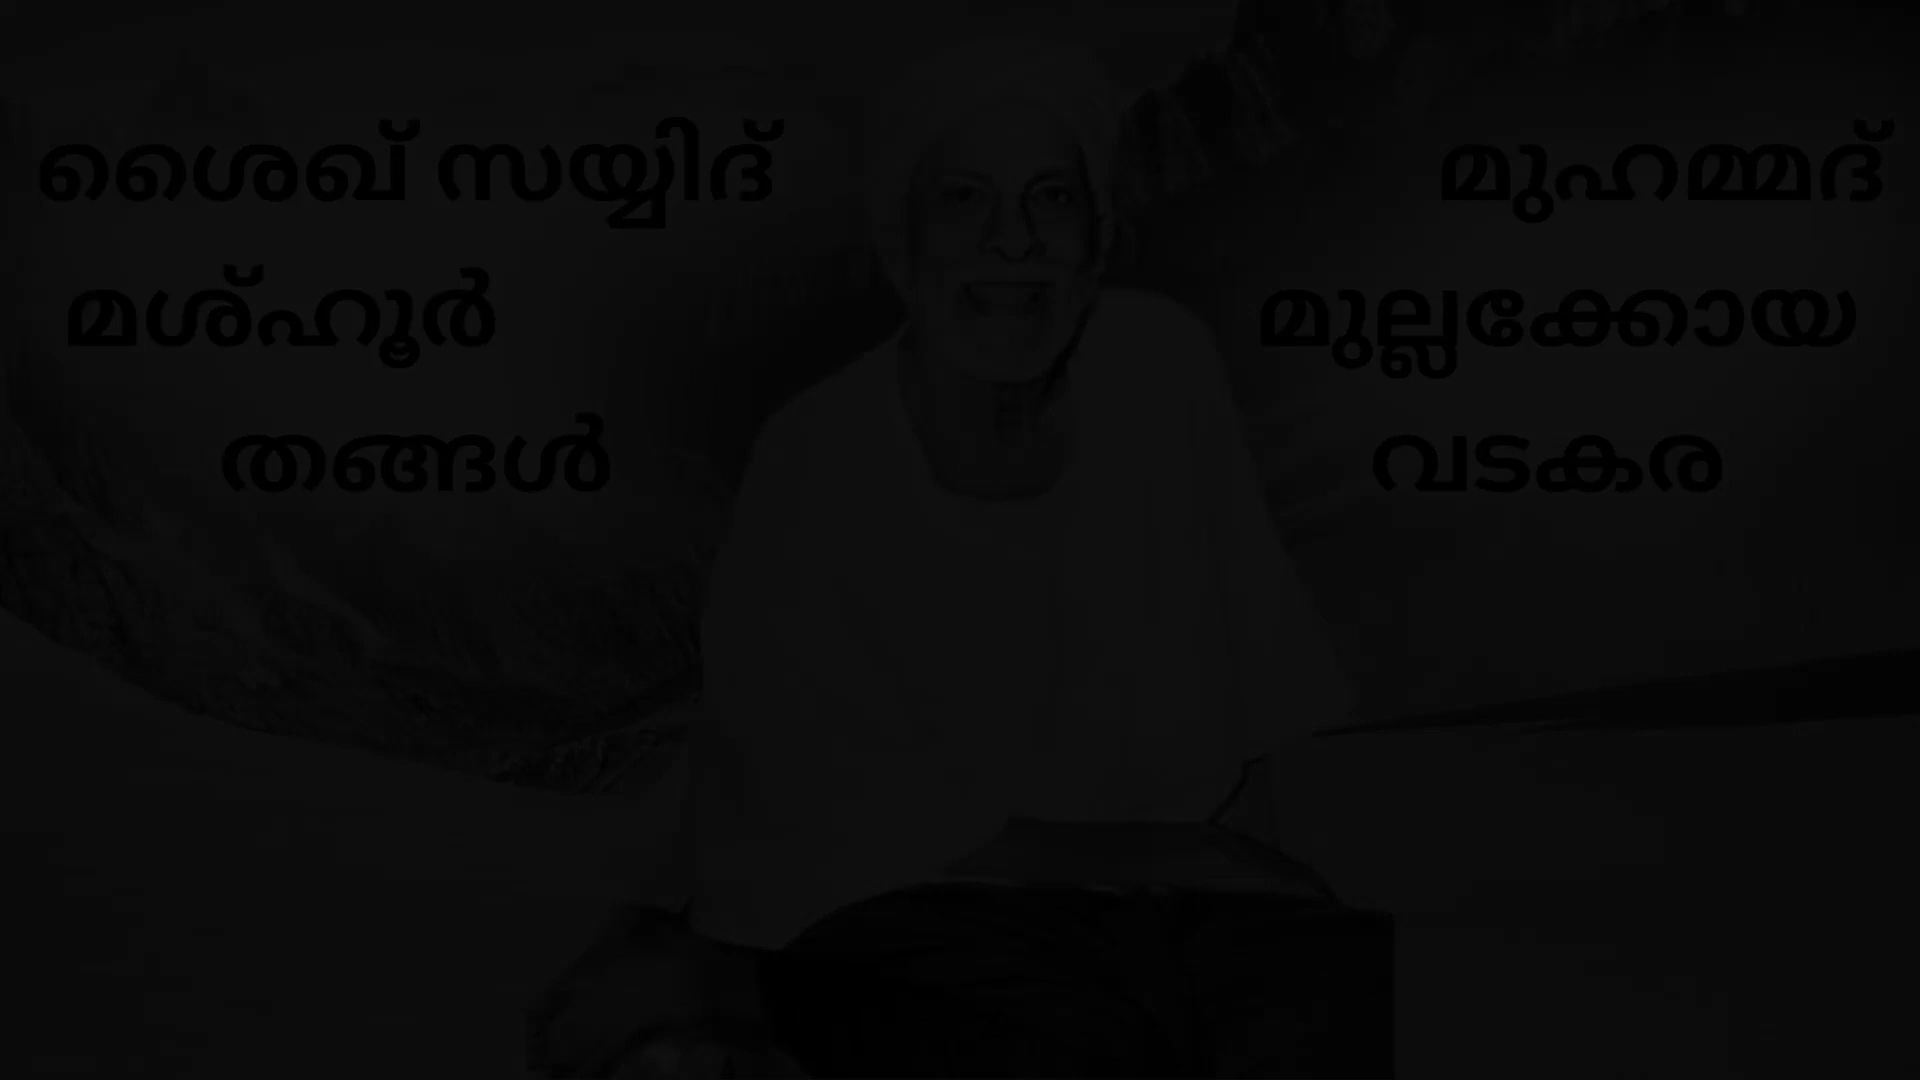 ശൈഖ് സയ്യിദ് മുഹമ്മദ്
മശ്ഹൂർ മുല്ലക്കോയ
തങ്ങൾ വടകര